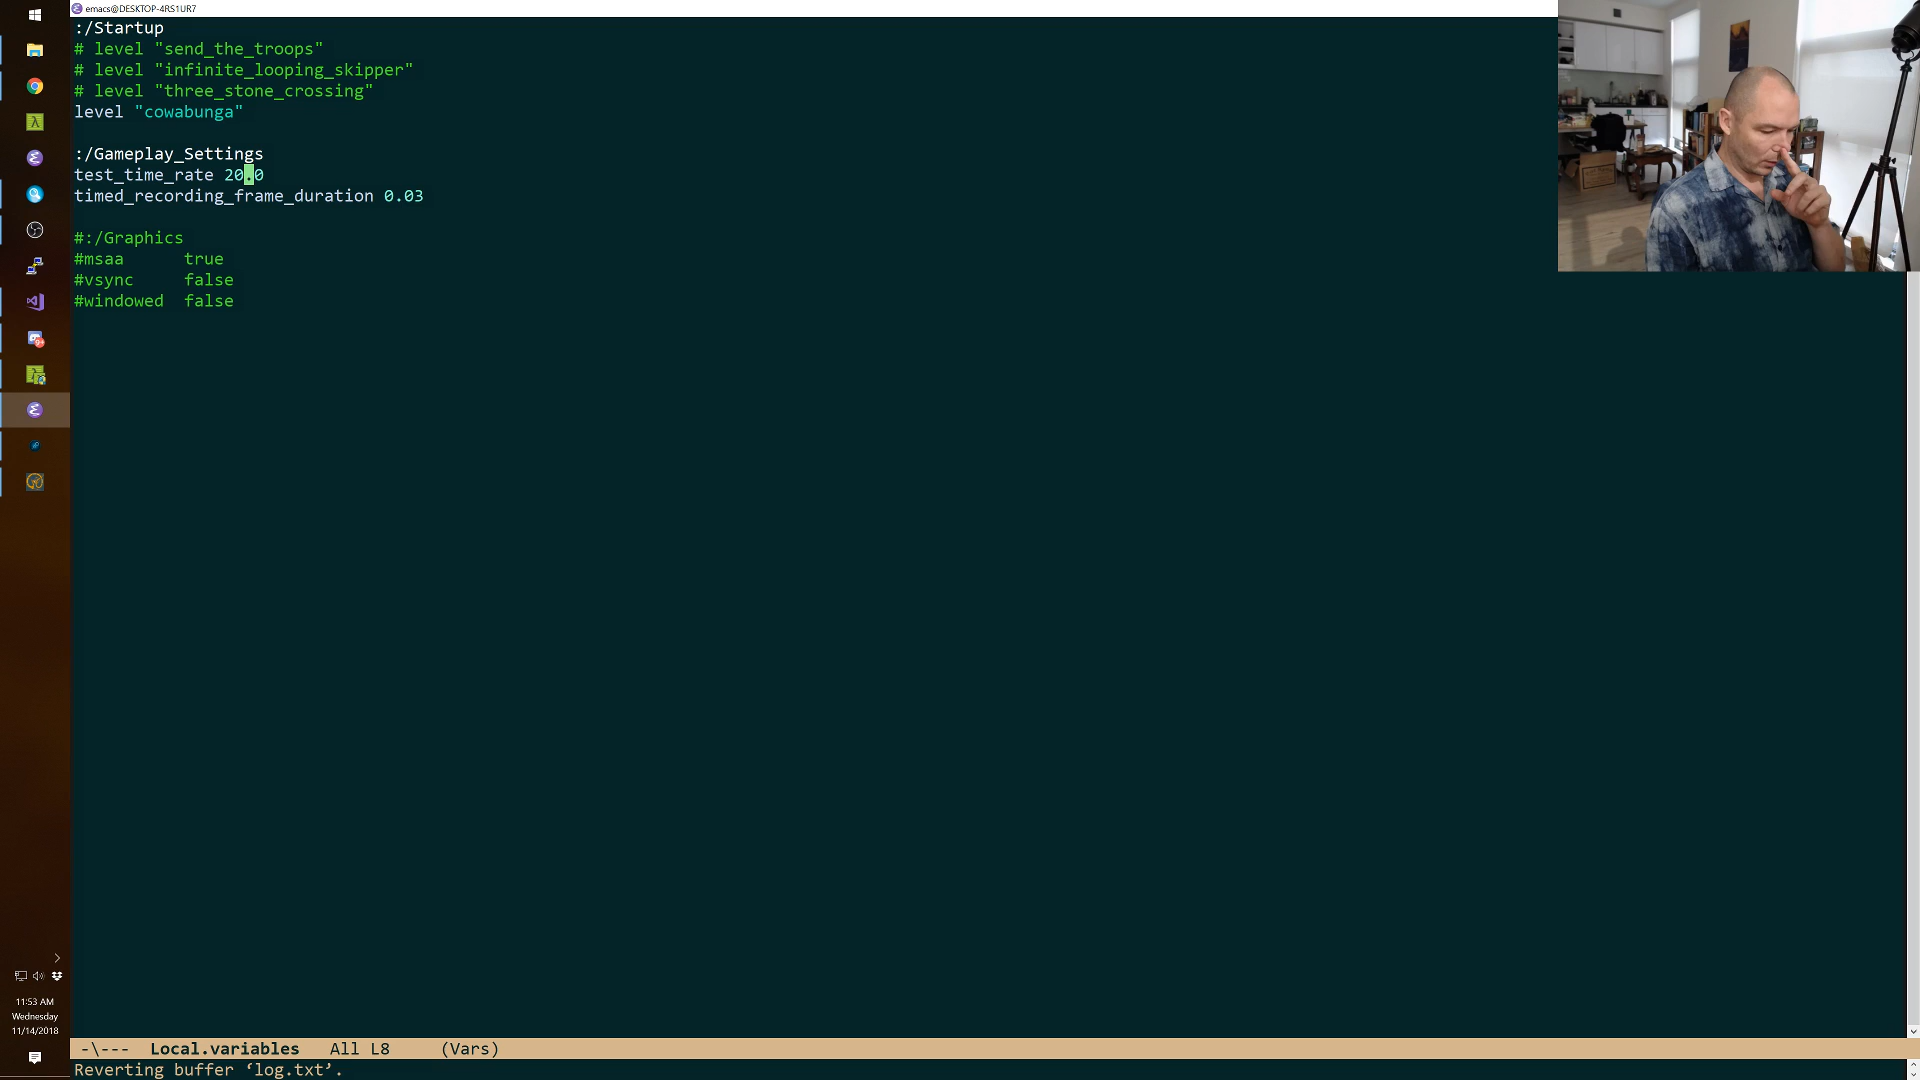 emacs@DESKTOP-4RS1UR7
:/Startup
# level "send_the_troops"
# level "infinite_looping_skipper"
# level "three_stone_crossing"
level "cowabunga"
:/Gameplay_Settings
test_time_rate 20.0
timed_recording_frame_duration 0.03
#:/Graphics
#msaa      true
#vsync     false
#windowed  false
11:53 AM
Wednesday
11/14/2018
-\---  Local.variables   All L8     (Vars)
Reverting buffer ‘log.txt’.